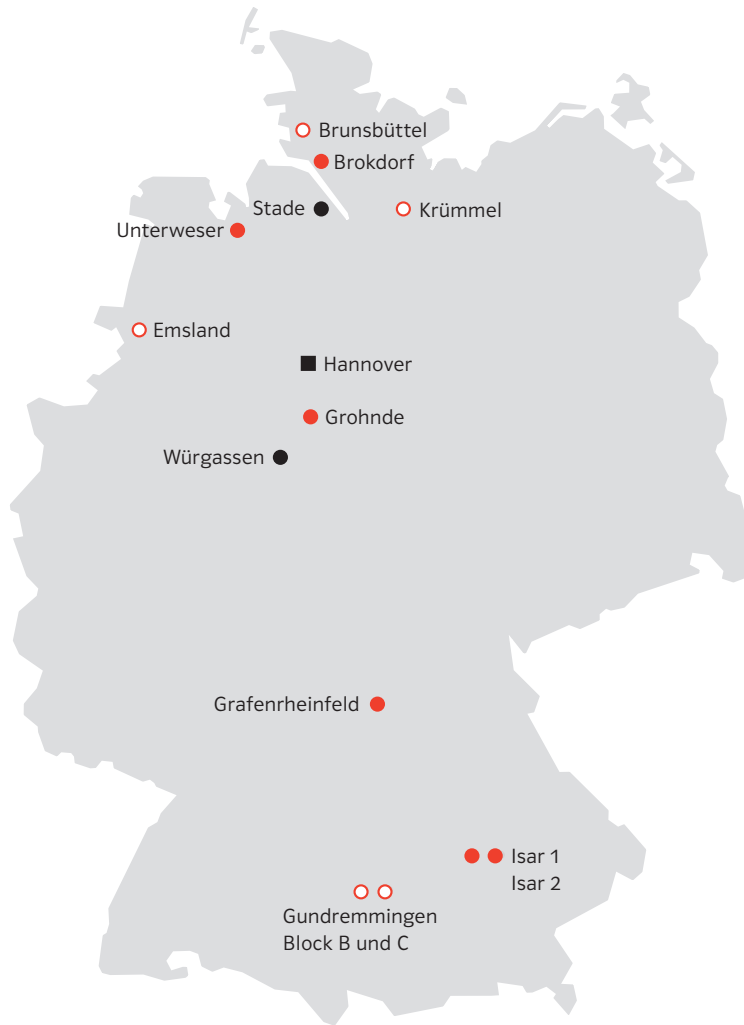 Brunsbüttel
Brokdorf
Stade
Krümmel
Unterweser
Emsland
Hannover
Grohnde
Würgassen
Grafenrheinfeld
Isar 1
Isar 2
Gundremmingen
Block B und C